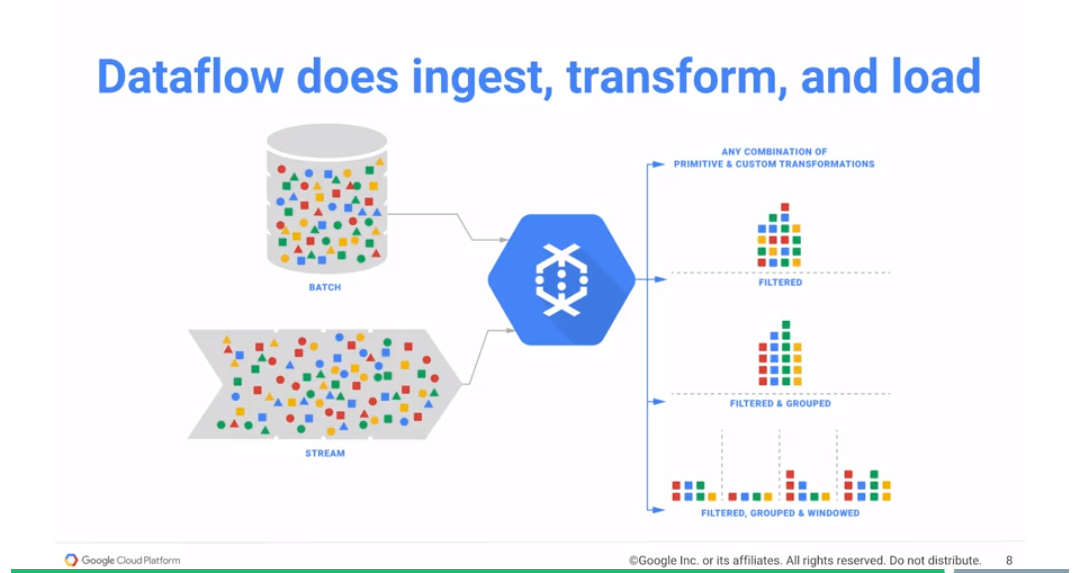 Dataflow does ingest, transform, and load
ANY COMBINATION OF
PRIMITIVE & CUSTOM TRANSFORMATIONS
BATCH
FILTERED
FILTERED & GROUPED
STREAM
FILTERED, GROUPED & WINDOWED
Google Cloud Platform
©Google Inc. or its affiliates. All rights reserved. Do not distribute.
8